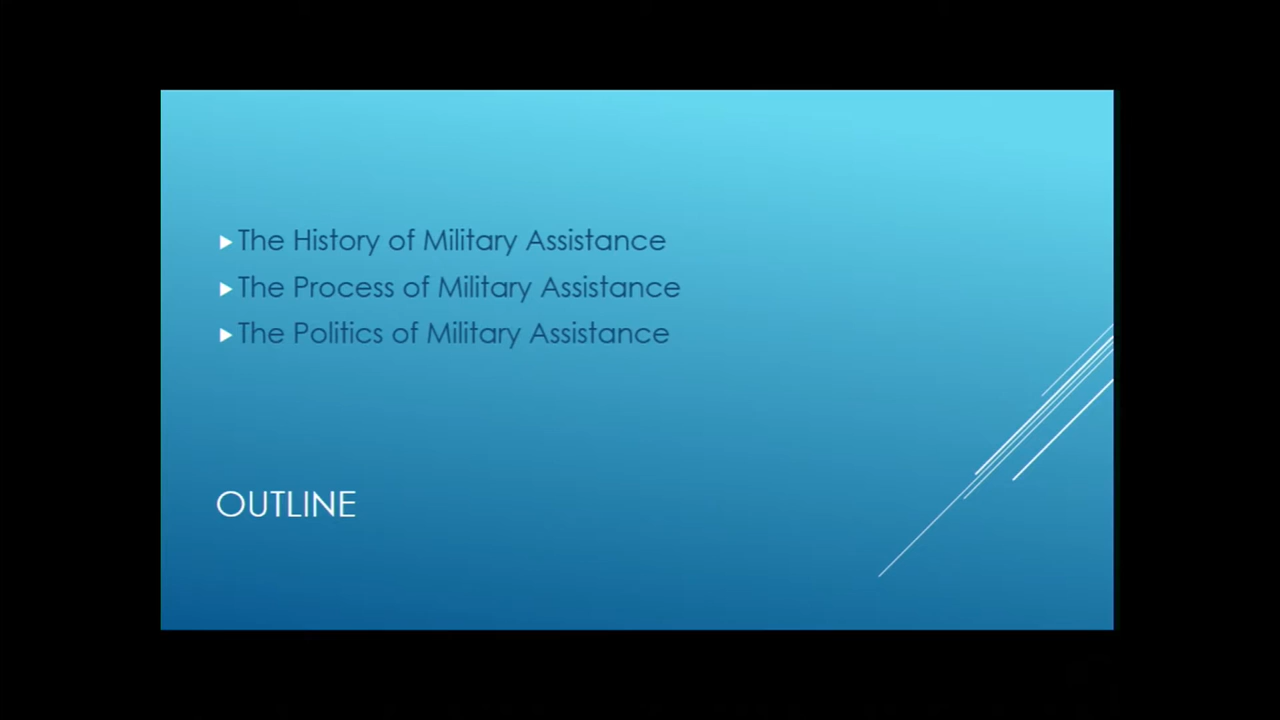 The History of Military Assistance
The Process of Military Assistance
The Politics of Military Assistance
OUTLINE